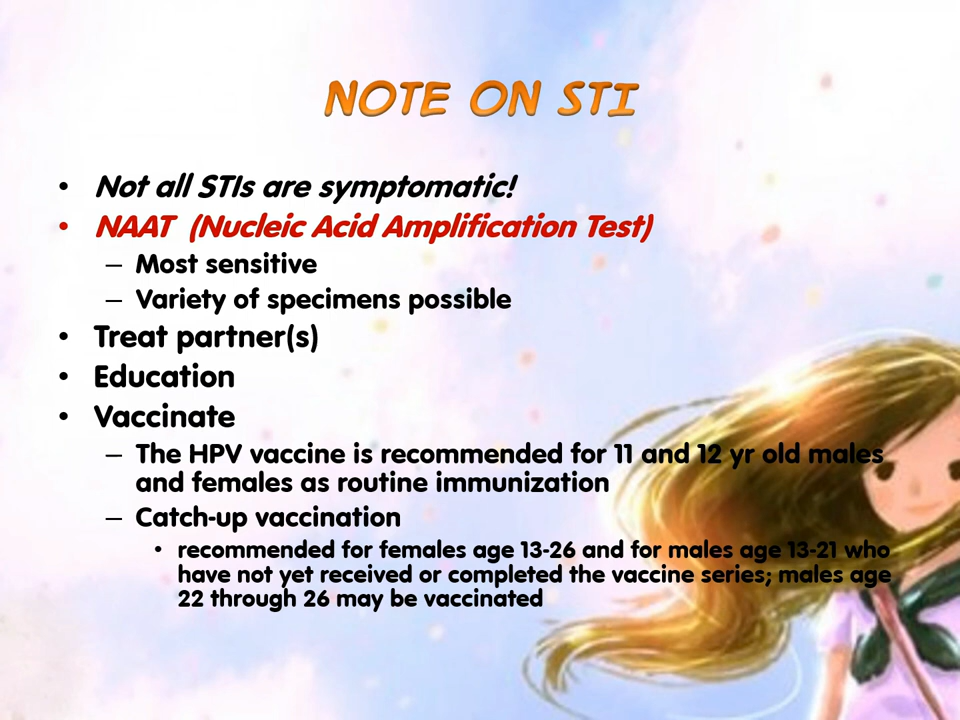 NOTE ON STI
• Not all STIs are symptomatic!
• NAAT (Nucleic Acid Amplification Test)
– Most sensitive
– Variety of specimens possible
• Treat partner(s)
• Education
• Vaccinate
– The HPV vaccine is recommended for 11 and 12 yr old males
and females as routine immunization
– Catch-up vaccination
• recommended for females age 13-26 and for males age 13-21 who
have not yet received or completed the vaccine series; males age
22 through 26 may be vaccinated